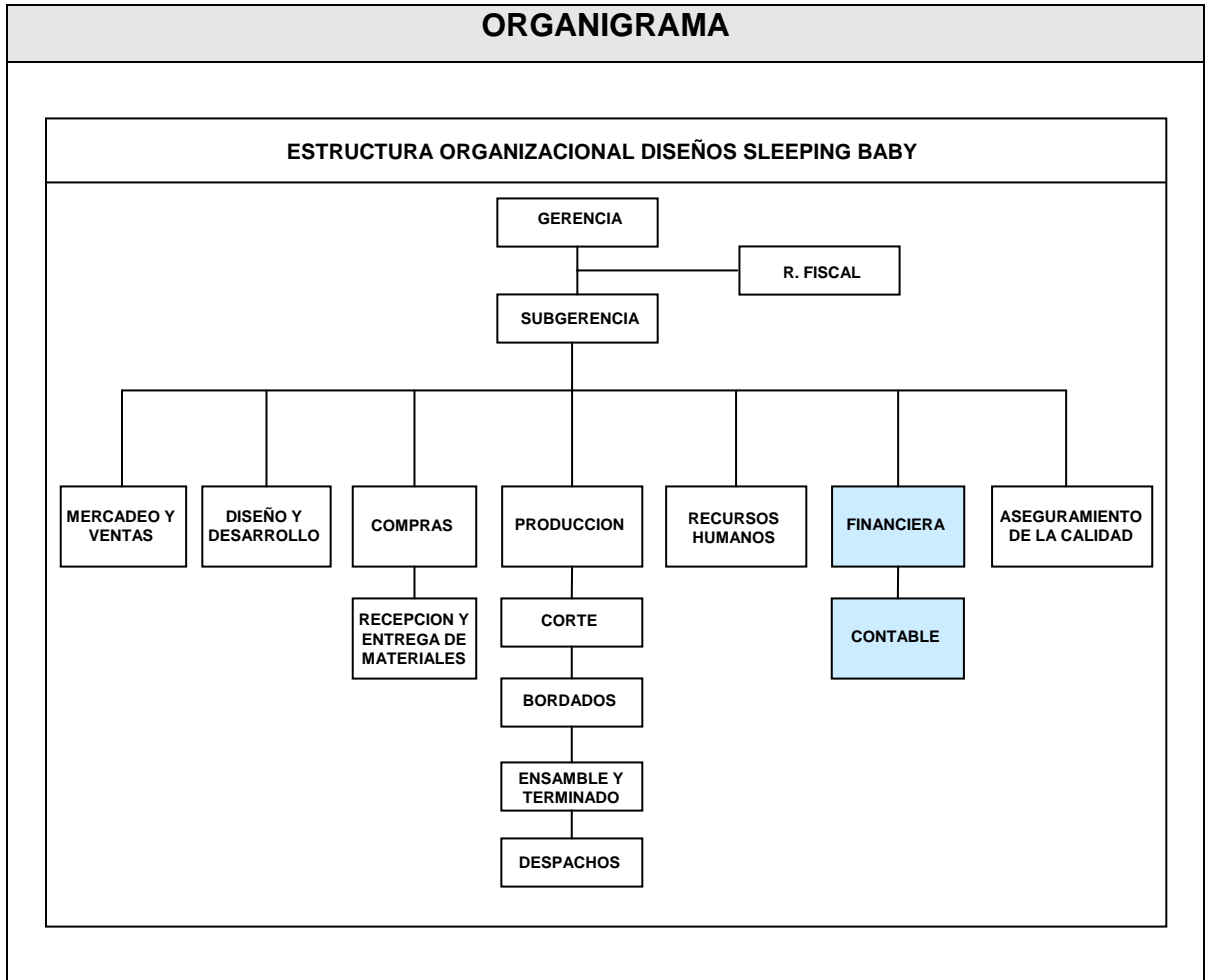 ORGANIGRAMA
ESTRUCTURA ORGANIZACIONAL DISEÑOS SLEEPING BABY
GERENCIA
R. FISCAL
SUBGERENCIA
MERCADEO Y
VENTAS
DISEÑO Y
DESARROLLO
COMPRAS
PRODUCCION
RECURSOS
HUMANOS
FINANCIERA
ASEGURAMIENTO
DE LA CALIDAD
RECEPCION Y
ENTREGA DE
MATERIALES
CORTE
CONTABLE
BORDADOS
ENSAMBLE Y
TERMINADO
DESPACHOS